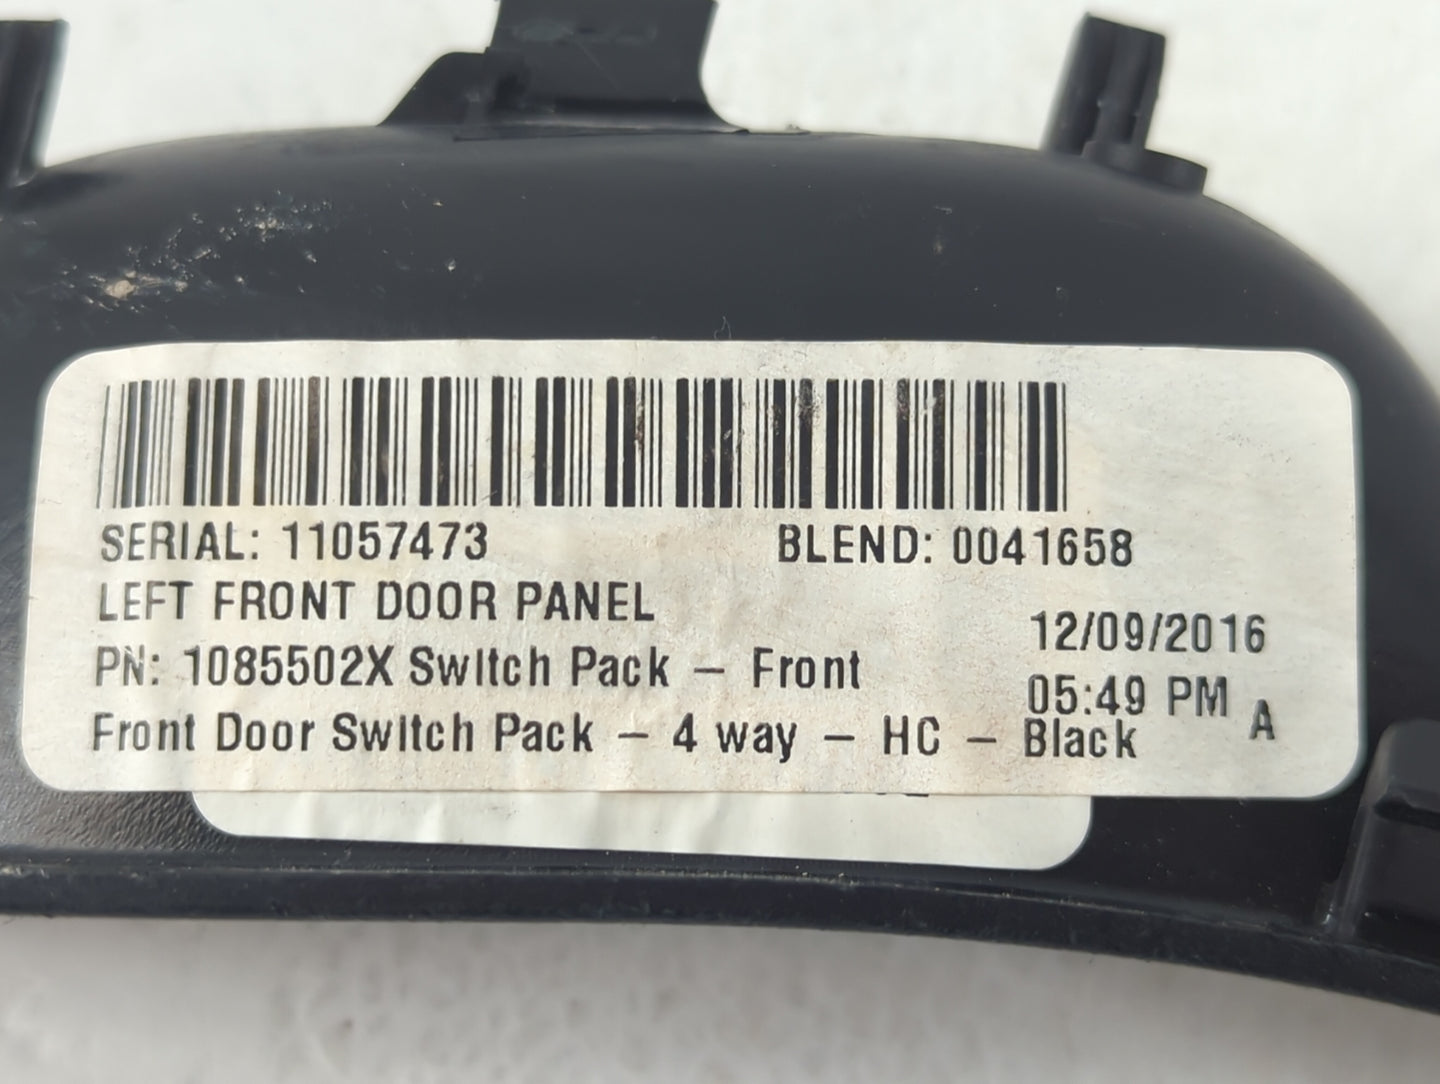 SERIAL: 11057473 BLEND: 0041658
LEFT FRONT DOOR PANEL
12/09/2016
PN: 1085502X Switch Pack - Front
05:49 PM A
Front Door Switch Pack - 4 way - HC - Black